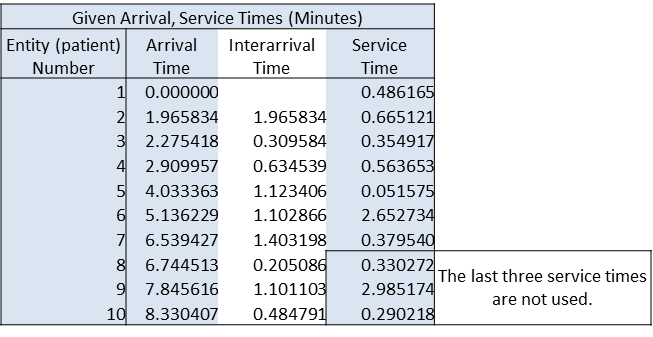 Given Arrival, Service Times (Minutes)
Entity (patient) Arrival Interarrival Service
Number Time Time Time
1 0.000000 0.486165
2 1.965834 1.965834 0.665121
3 2.275418 0.309584 0.354917
4 2.909957 0.634539 0.563653
5 4.033363 1.123406 0.051575
6 5.136229 1.102866 2.652734
7 6.539427 1.403198 0.379540
8 6.744513 0.205086 0.330272
9 7.845616 1.101103 2.985174
10 8.330407 0.484791 0.290218
The last three service times
are not used.